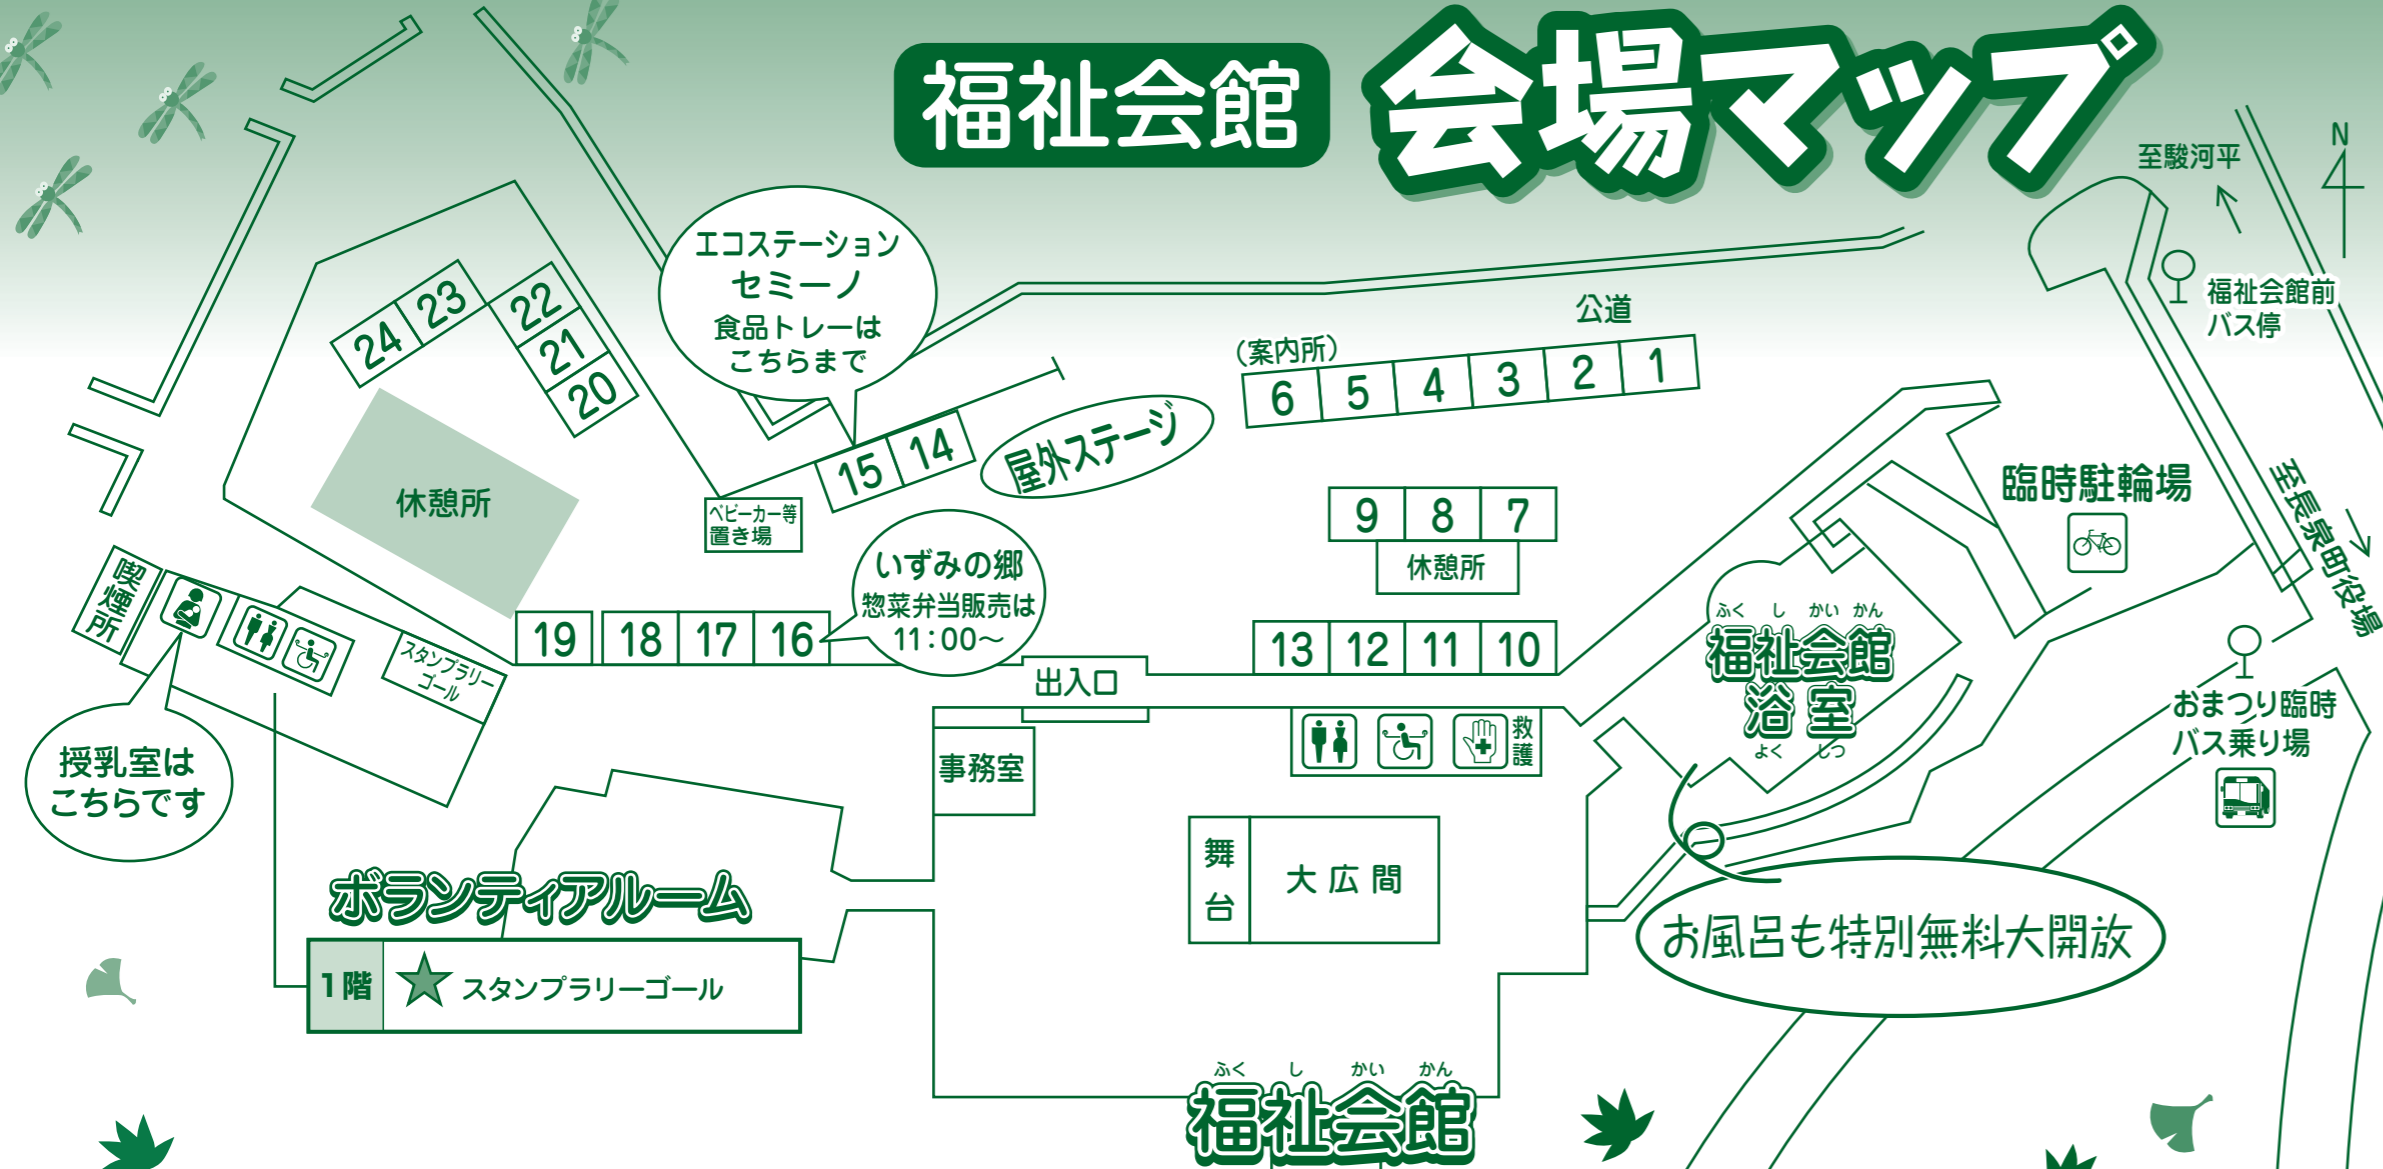 福祉会館
会場マップ
N
至駿河平
福祉会館前
バス停
公道
エコステーション
セミーノ
食品トレーは
こちらまで
24 23
22
21
20
休憩所
(案内所)
6 5 4 3 2 1
15 14
屋外ステージ
ベビーカー等
置き場
9 8 7
休憩所
臨時駐輪場
至長泉町役場
いずみの郷
惣菜弁当販売は
11:00〜
喫煙所
19 18 17 16
13 12 11 10
スタンプラリー
ゴール
出入口
ふく し かい かん
福祉会館
浴室
よく しつ
おまつり臨時
バス乗り場
授乳室は
こちらです
事務室
救護
舞台
大広間
お風呂も特別無料大開放
ボランティアルーム
1階 スタンプラリーゴール
ふく し かい かん
福祉会館